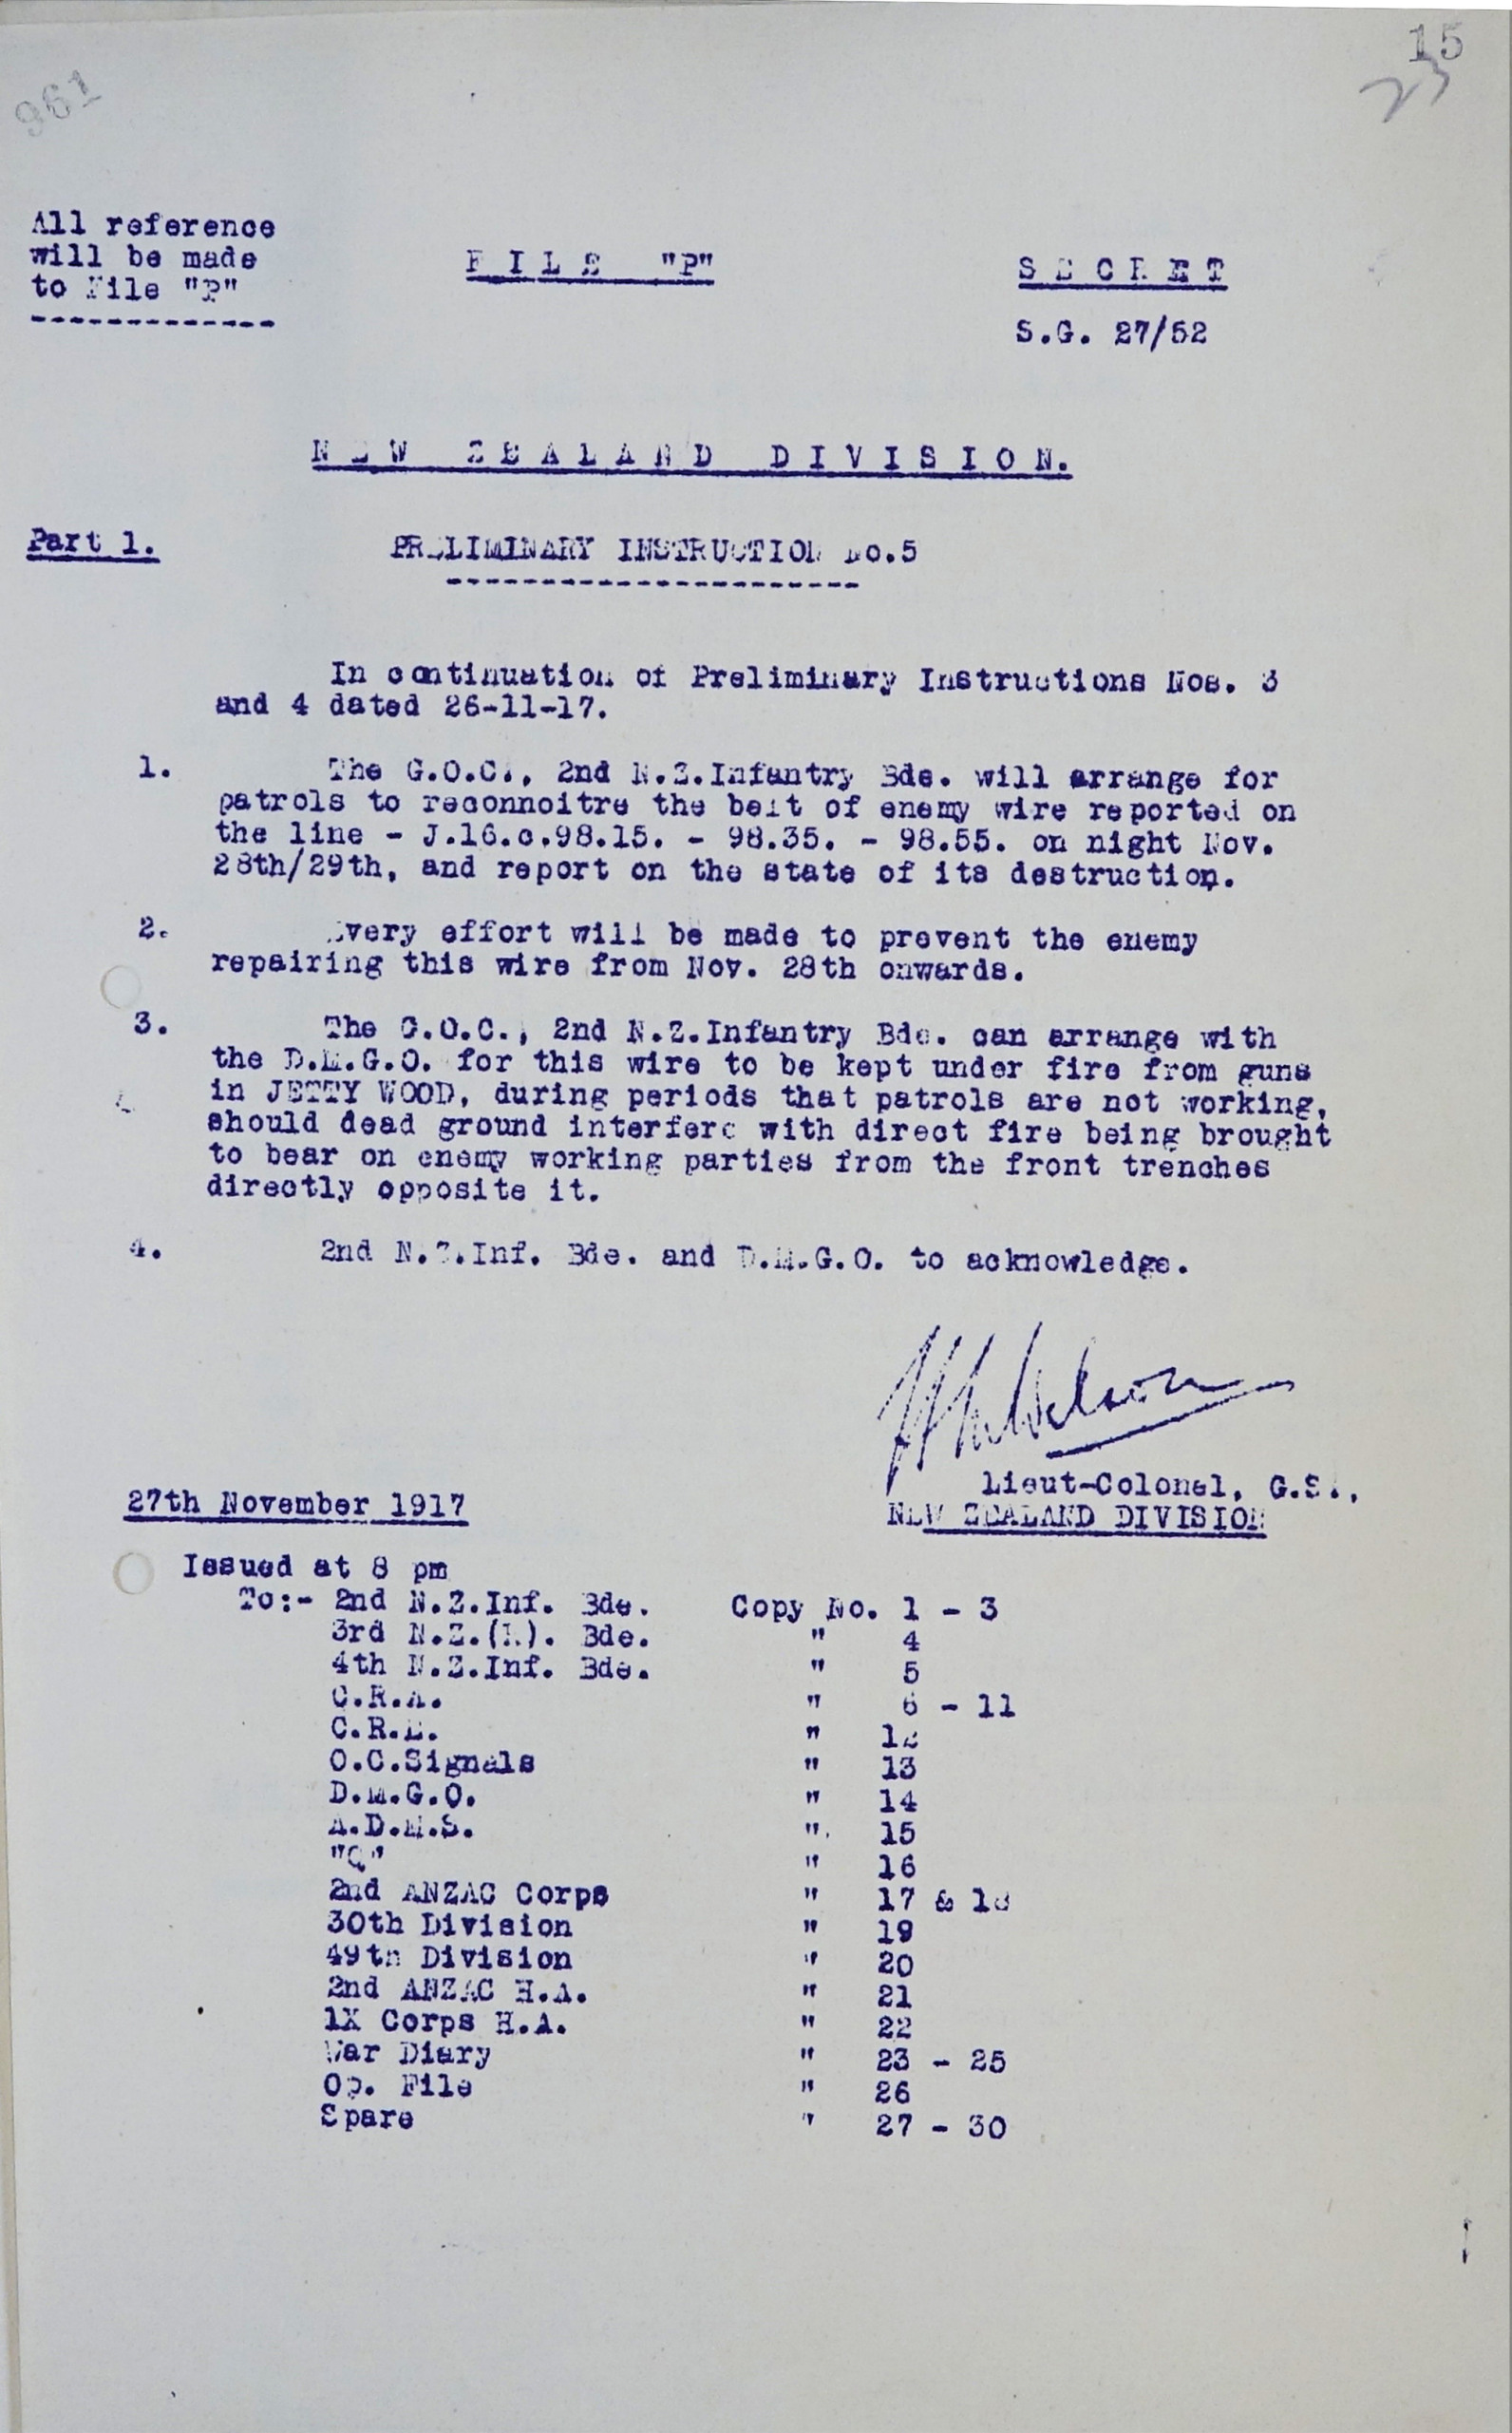 15
23
961
All reference
will be made
to File "P"
FILE "P"
SECRET
S.G. 27/52
NEW ZEALAND DIVISION.
Part 1.
PRELIMINARY INSTRUCTION No.5
In continuation of Preliminary Instructions Nos. 3
and 4 dated 26-11-17.
1. The G.O.C., 2nd N.Z.Infantry Bde. will arrange for
patrols to reconnoitre the belt of enemy wire reported on
the line - J.16.c.98.15. - 98.35. - 98.55. on night Nov.
28th/29th, and report on the state of its destruction.
2. Every effort will be made to prevent the enemy
repairing this wire from Nov. 28th onwards.
3. The G.O.C., 2nd N.Z.Infantry Bde. can arrange with
the D.M.G.O. for this wire to be kept under fire from guns
in JETTY WOOD, during periods that patrols are not working,
should dead ground interfere with direct fire being brought
to bear on enemy working parties from the front trenches
directly opposite it.
4. 2nd N.Z.Inf. Bde. and D.M.G.O. to acknowledge.
Lieut-Colonel, G.S.,
NEW ZEALAND DIVISION
27th November 1917
Issued at 8 pm
To:- 2nd N.Z.Inf. Bde. Copy No. 1 - 3
3rd N.Z.(R). Bde. " 4
4th N.Z.Inf. Bde. " 5
C.R.A. " 6 - 11
C.R.E. " 12
O.C.Signals " 13
D.M.G.O. " 14
A.D.M.S. " 15
"Q" " 16
2nd ANZAC Corps " 17 & 18
30th Division " 19
49th Division " 20
2nd ANZAC H.A. " 21
1X Corps H.A. " 22
War Diary " 23 - 25
Op. File " 26
Spare " 27 - 30